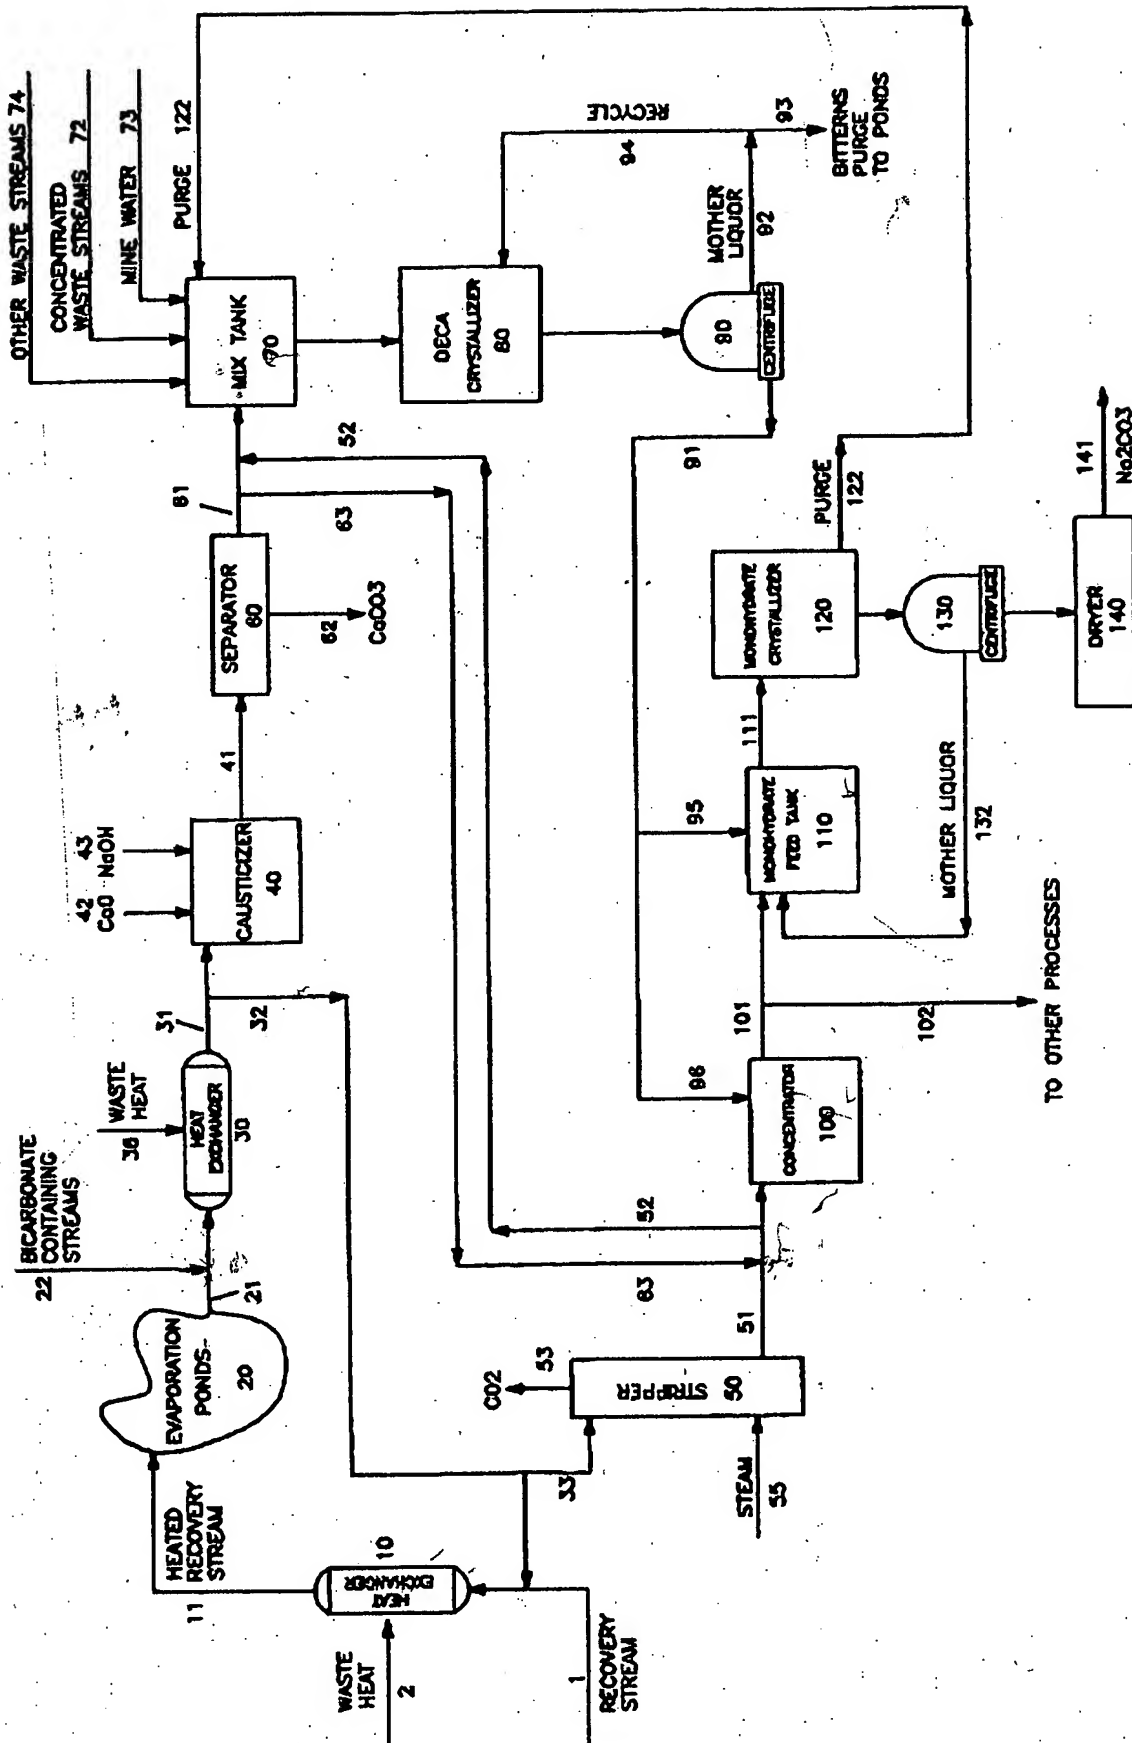 OTHER WASTE STREAMS 74
CONCENTRATED
WASTE STREAMS 72
MINE WATER 73
PURGE 122
MIX TANK
70
61
52
63
SEPARATOR
60
62
CaCO3
41
43
NaOH
42
CaO
CAUSTICIZER
40
31
32
WASTE
HEAT
36
HEAT
EXCHANGER
30
BICARBONATE
CONTAINING
STREAMS
22
21
EVAPORATION
PONDS
20
HEATED
RECOVERY
STREAM
11
HEAT
EXCHANGER
10
WASTE
HEAT
2
1
RECOVERY
STREAM
33
CO2
53
STRIPPER
50
STEAM
55
51
63
52
CONCENTRATOR
100
96
101
102
TO OTHER PROCESSES
95
MONOHYDRATE
FEED TANK
110
111
MONOHYDRATE
CRYSTALLIZER
120
PURGE
122
130
CENTRIFUGE
MOTHER LIQUOR
132
DRYER
140
141
Na2CO3
DECA
CRYSTALLIZER
80
90
CENTRIFUGE
91
MOTHER
LIQUOR
92
RECYCLE
94
93
BITTERNS
PURGE
TO PONDS